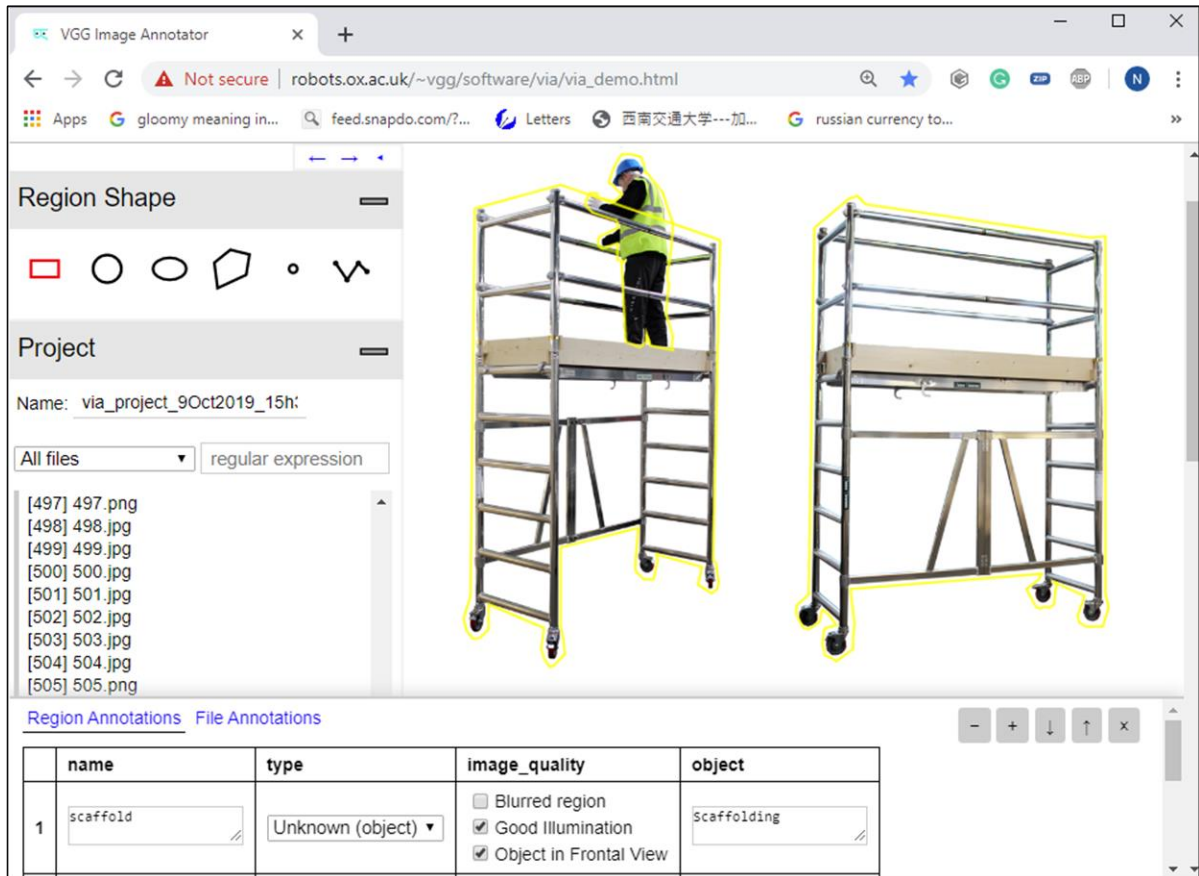 VGG Image Annotator
Not secure | robots.ox.ac.uk/~vgg/software/via/via_demo.html
ZIP
ABP
N
Apps
gloomy meaning in...
feed.snapdo.com/?...
Letters
西南交通大学---加...
russian currency to...
Region Shape
Project
Name: via_project_9Oct2019_15h:
All files
regular expression
[497] 497.png
[498] 498.jpg
[499] 499.jpg
[500] 500.jpg
[501] 501.jpg
[502] 502.jpg
[503] 503.jpg
[504] 504.jpg
[505] 505.png
Region Annotations File Annotations
name type image_quality object
1
scaffold
Unknown (object)
Blurred region
Good Illumination
Object in Frontal View
Scaffolding